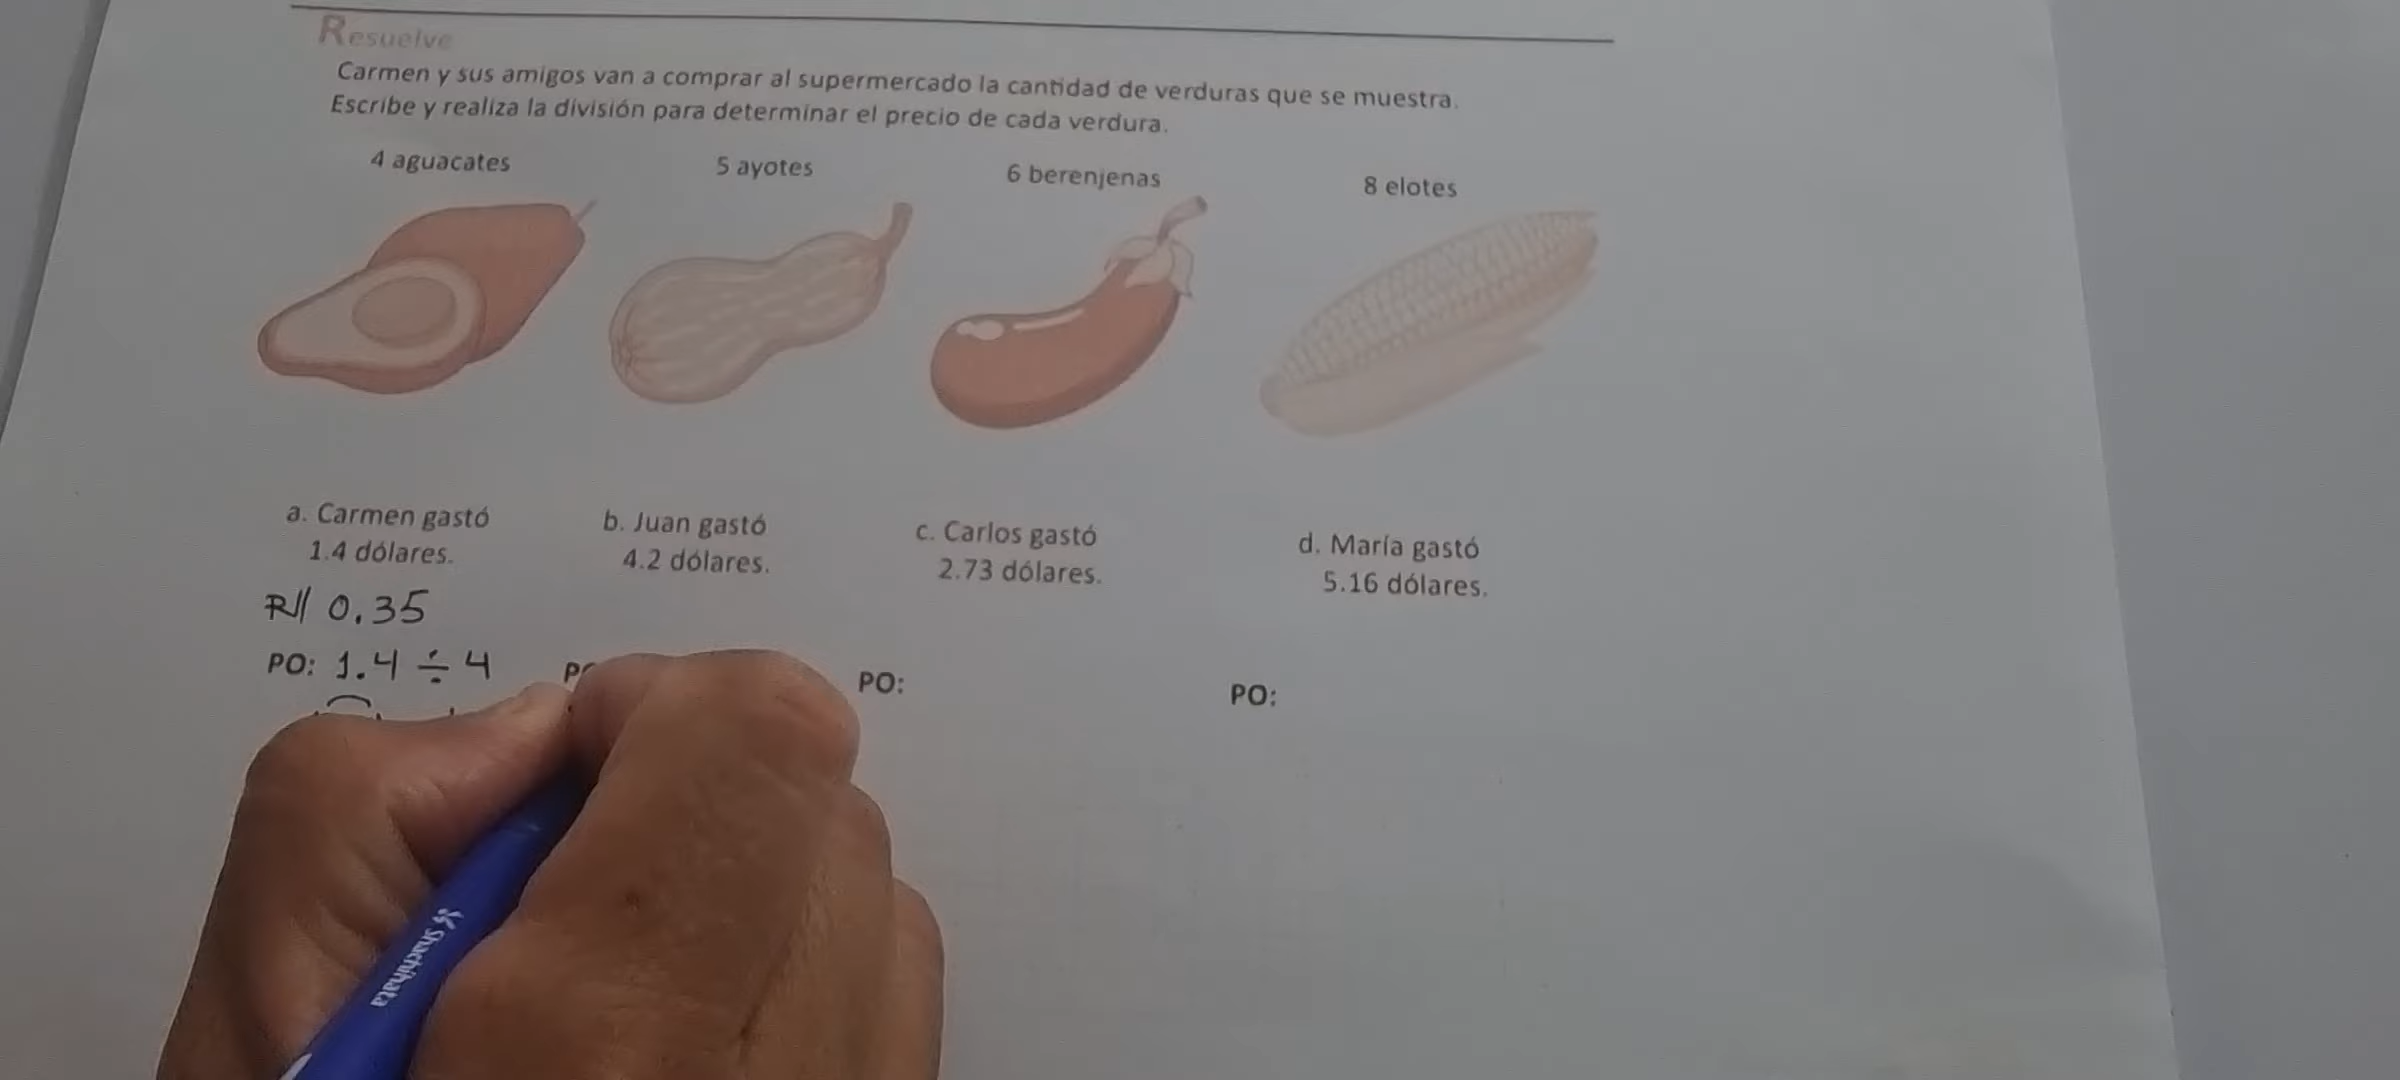 Resuelve
Carmen y sus amigos van a comprar al supermercado la cantidad de verduras que se muestra.
Escribe y realiza la división para determinar el precio de cada verdura.
4 aguacates
5 ayotes
6 berenjenas
8 elotes
a. Carmen gastó
1.4 dólares.
b. Juan gastó
4.2 dólares.
c. Carlos gastó
2.73 dólares.
d. María gastó
5.16 dólares.
R// 0.35
PO: 1.4 ÷ 4
PO:
PO:
Shachihata